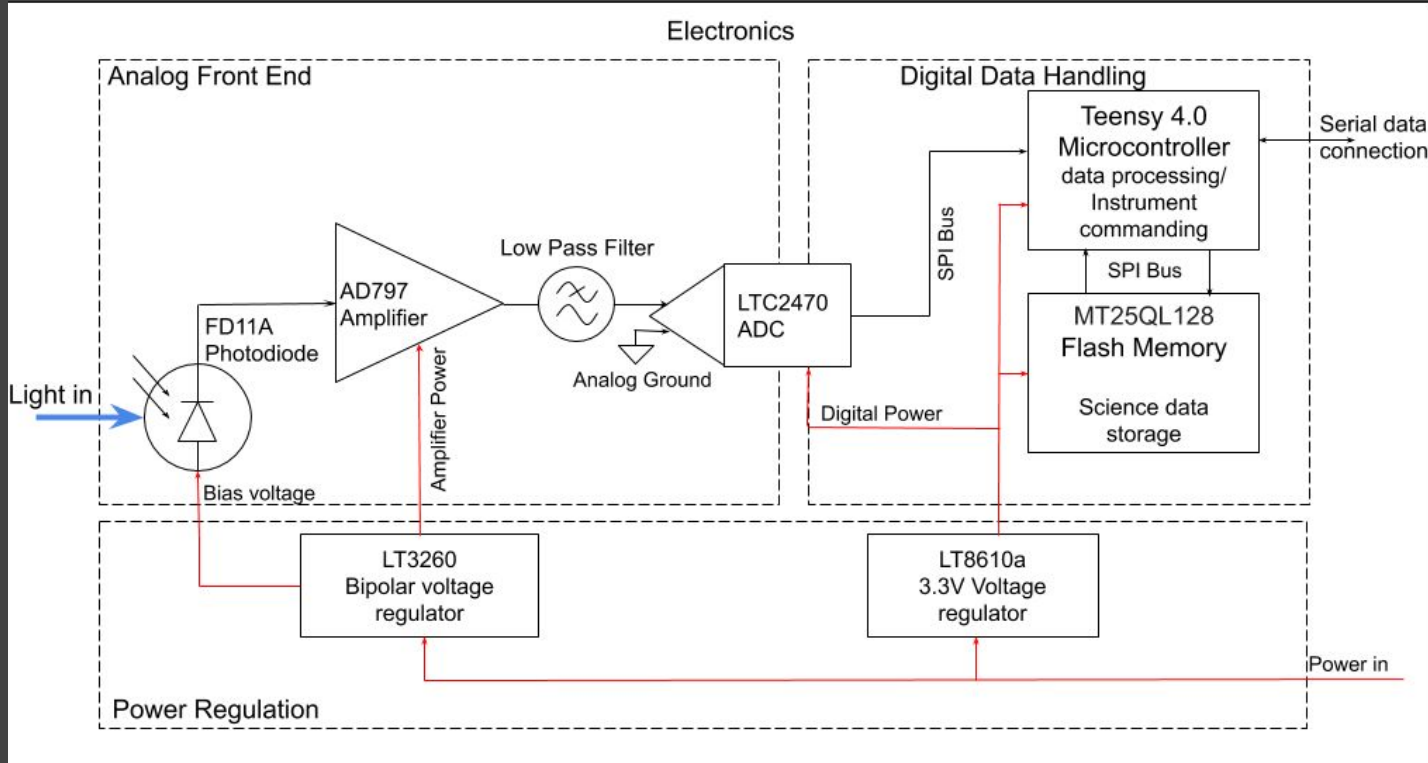 Electronics
Analog Front End
Digital Data Handling
Teensy 4.0
Microcontroller
data processing/
Instrument
commanding
Serial data
connection
SPI Bus
SPI Bus
Low Pass Filter
AD797
Amplifier
LTC2470
ADC
MT25QL128
Flash Memory
Science data
storage
FD11A
Photodiode
Analog Ground
Light in
Amplifier Power
Digital Power
Bias voltage
LT3260
Bipolar voltage
regulator
LT8610a
3.3V Voltage
regulator
Power in
Power Regulation